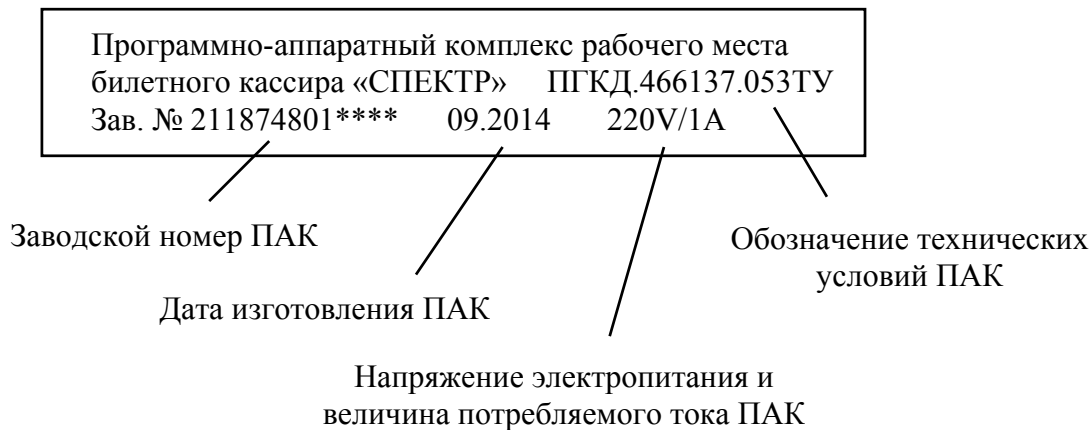 Программно-аппаратный комплекс рабочего места
билетного кассира «СПЕКТР» ПГКД.466137.053ТУ
Зав. № 211874801**** 09.2014 220V/1А
Заводской номер ПАК
Обозначение технических
условий ПАК
Дата изготовления ПАК
Напряжение электропитания и
величина потребляемого тока ПАК